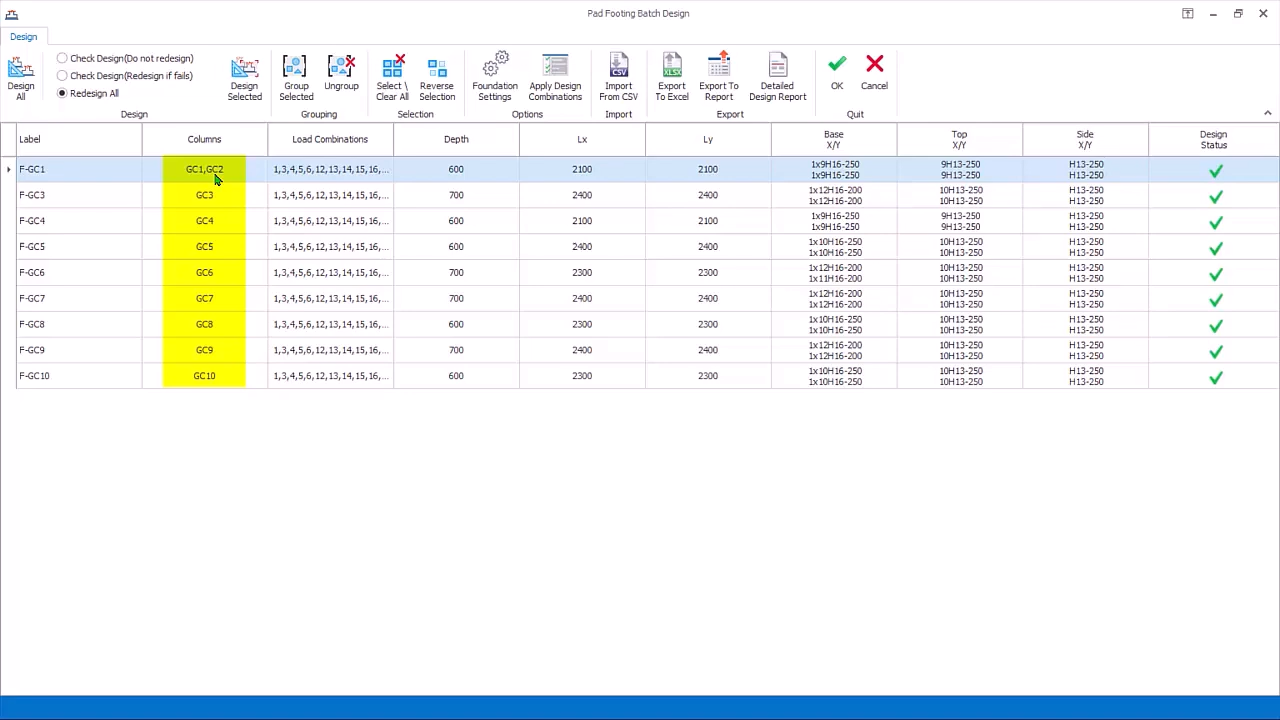 Pad Footing Batch Design
Design
Design All
Check Design(Do not redesign)
Check Design(Redesign if fails)
Redesign All
Design Selected
Design
Group Selected
Ungroup
Grouping
Select \ Clear All
Reverse Selection
Selection
Foundation Settings
Apply Design Combinations
Options
CSV
Import From CSV
Import
XLSX
Export To Excel
Export To Report
Detailed Design Report
Export
OK
Cancel
Quit
Label Columns Load Combinations Depth Lx Ly Base X/Y Top X/Y Side X/Y Design Status
F-GC1 GC1,GC2 1,3,4,5,6,12,13,14,15,16,... 600 2100 2100 1x9H16-250 9H13-250 H13-250
1x9H16-250 9H13-250 H13-250
F-GC3 GC3 1,3,4,5,6,12,13,14,15,16,... 700 2400 2400 1x12H16-200 10H13-250 H13-250
1x12H16-200 10H13-250 H13-250
F-GC4 GC4 1,3,4,5,6,12,13,14,15,16,... 600 2100 2100 1x9H16-250 9H13-250 H13-250
1x9H16-250 9H13-250 H13-250
F-GC5 GC5 1,3,4,5,6,12,13,14,15,16,... 600 2400 2400 1x10H16-250 10H13-250 H13-250
1x10H16-250 10H13-250 H13-250
F-GC6 GC6 1,3,4,5,6,12,13,14,15,16,... 700 2300 2300 1x12H16-200 10H13-250 H13-250
1x11H16-200 10H13-250 H13-250
F-GC7 GC7 1,3,4,5,6,12,13,14,15,16,... 700 2400 2400 1x12H16-200 10H13-250 H13-250
1x12H16-200 10H13-250 H13-250
F-GC8 GC8 1,3,4,5,6,12,13,14,15,16,... 600 2300 2300 1x10H16-250 10H13-250 H13-250
1x10H16-250 10H13-250 H13-250
F-GC9 GC9 1,3,4,5,6,12,13,14,15,16,... 700 2400 2400 1x12H16-200 10H13-250 H13-250
1x12H16-200 10H13-250 H13-250
F-GC10 GC10 1,3,4,5,6,12,13,14,15,16,... 600 2300 2300 1x10H16-250 10H13-250 H13-250
1x10H16-250 10H13-250 H13-250